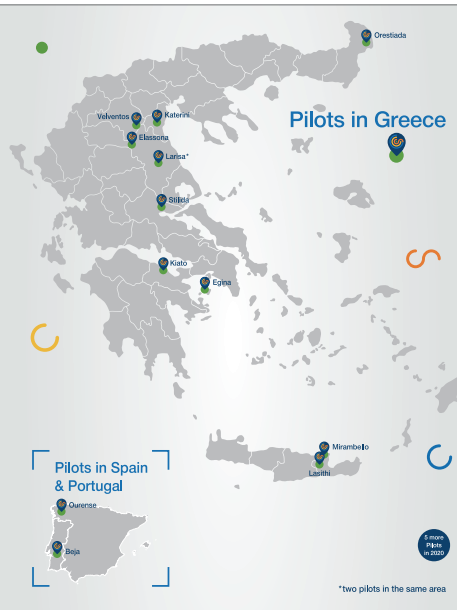 Orestiada
Velventos
Katerini
Pilots in Greece
Elassona
Larisa*
Stilida
Kiato
Egina
Mirambello
Lasithi
Pilots in Spain
& Portugal
Ourense
Beja
5 more
Pilots
in 2020
*two pilots in the same area